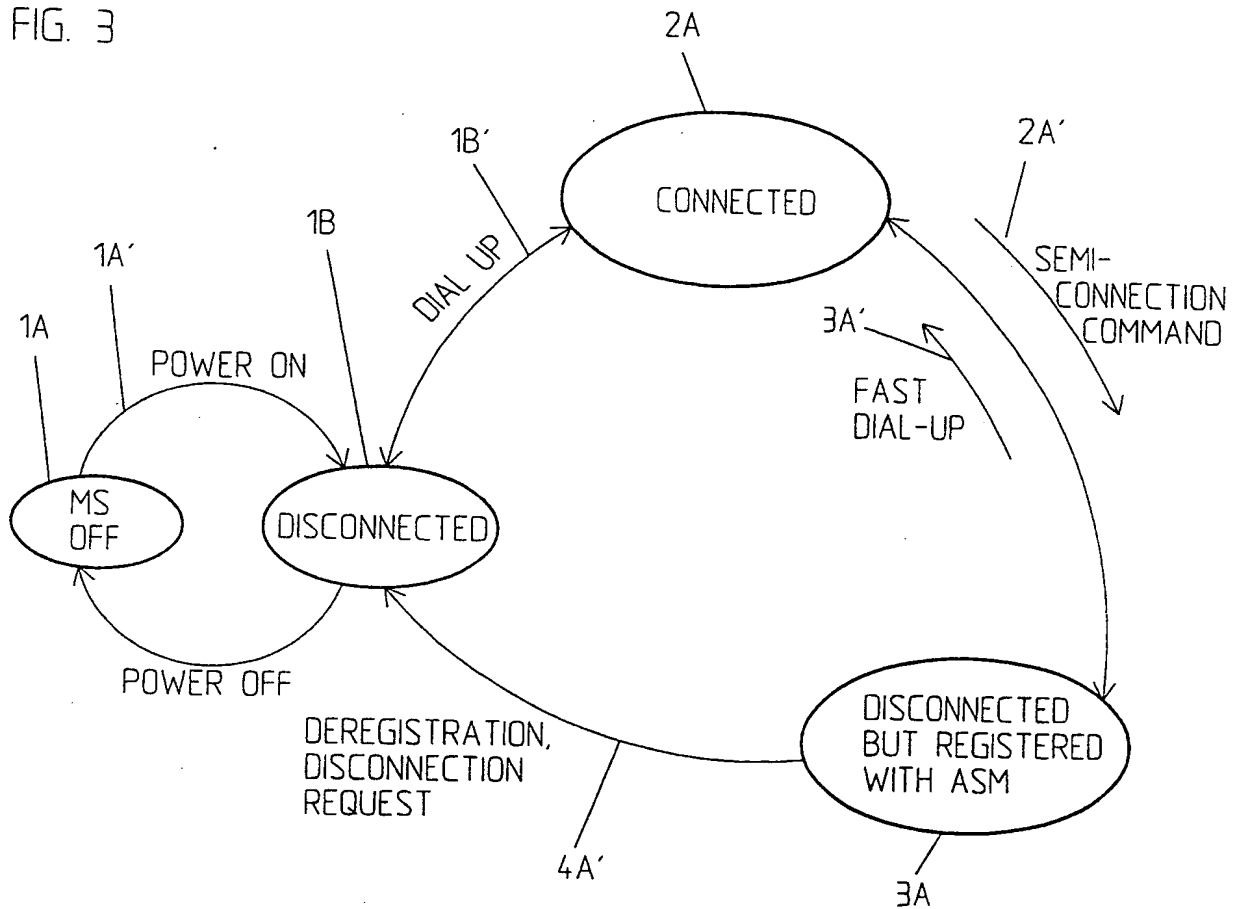 FIG. 3
2A
2A´
1B´
CONNECTED
1B
SEMI-
CONNECTION
COMMAND
1A´
DIAL UP
3A´
1A
POWER ON
FAST
DIAL-UP
MS
OFF
DISCONNECTED
POWER OFF
DISCONNECTED
BUT REGISTERED
WITH ASM
DEREGISTRATION,
DISCONNECTION
REQUEST
4A´
3A